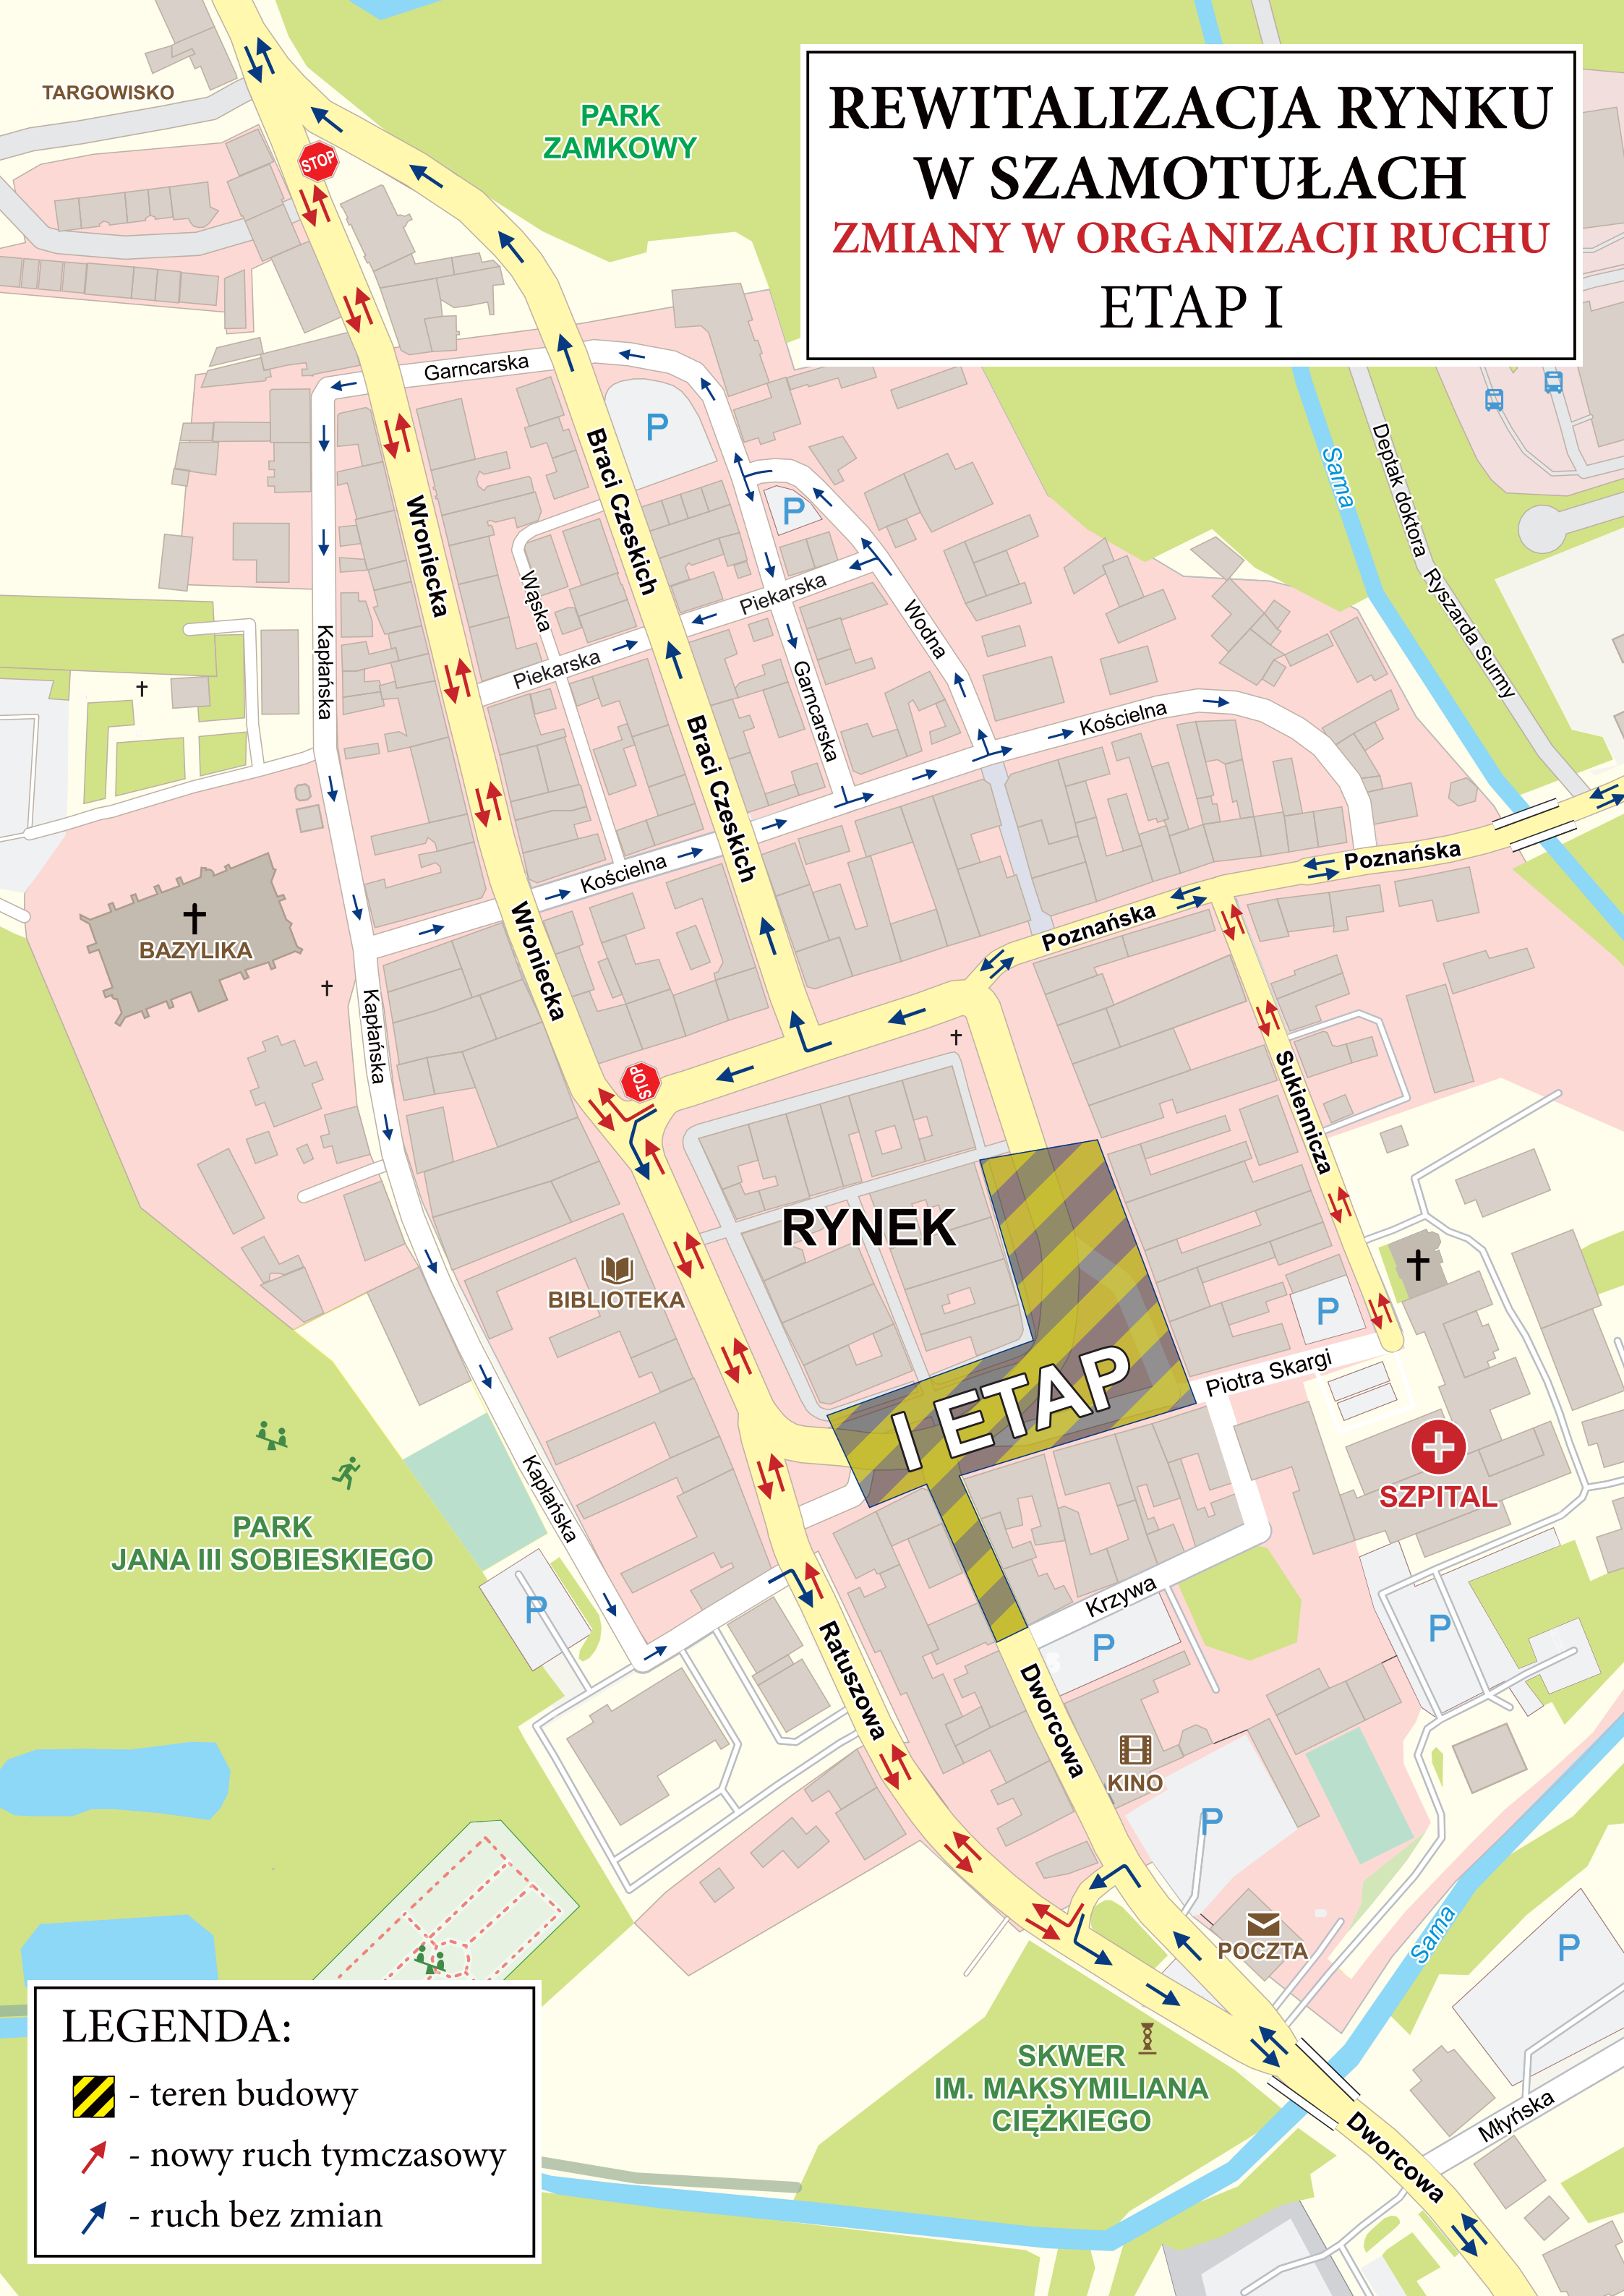 REWITALIZACJA RYNKU
W SZAMOTUŁACH
ZMIANY W ORGANIZACJI RUCHU
ETAP I
TARGOWISKO
PARK
ZAMKOWY
STOP
Garncarska
P
Braci Czeskich
Wroniecka
P
Sama
Deptak doktora
Ryszarda Surmy
Wąska
Piekarska
Wodna
Kapłańska
Piekarska
Garncarska
Kościelna
Braci Czeskich
Kościelna
Poznańska
Poznańska
BAZYLIKA
Wroniecka
Kapłańska
STOP
Sukiennicza
RYNEK
BIBLIOTEKA
P
I ETAP
Piotra Skargi
SZPITAL
Kapłańska
PARK
JANA III SOBIESKIEGO
P
Krzywa
P
P
Ratuszowa
Dworcowa
KINO
P
POCZTA
Sama
P
SKWER
IM. MAKSYMILIANA
CIĘŻKIEGO
Młyńska
Dworcowa
LEGENDA:
- teren budowy
- nowy ruch tymczasowy
- ruch bez zmian